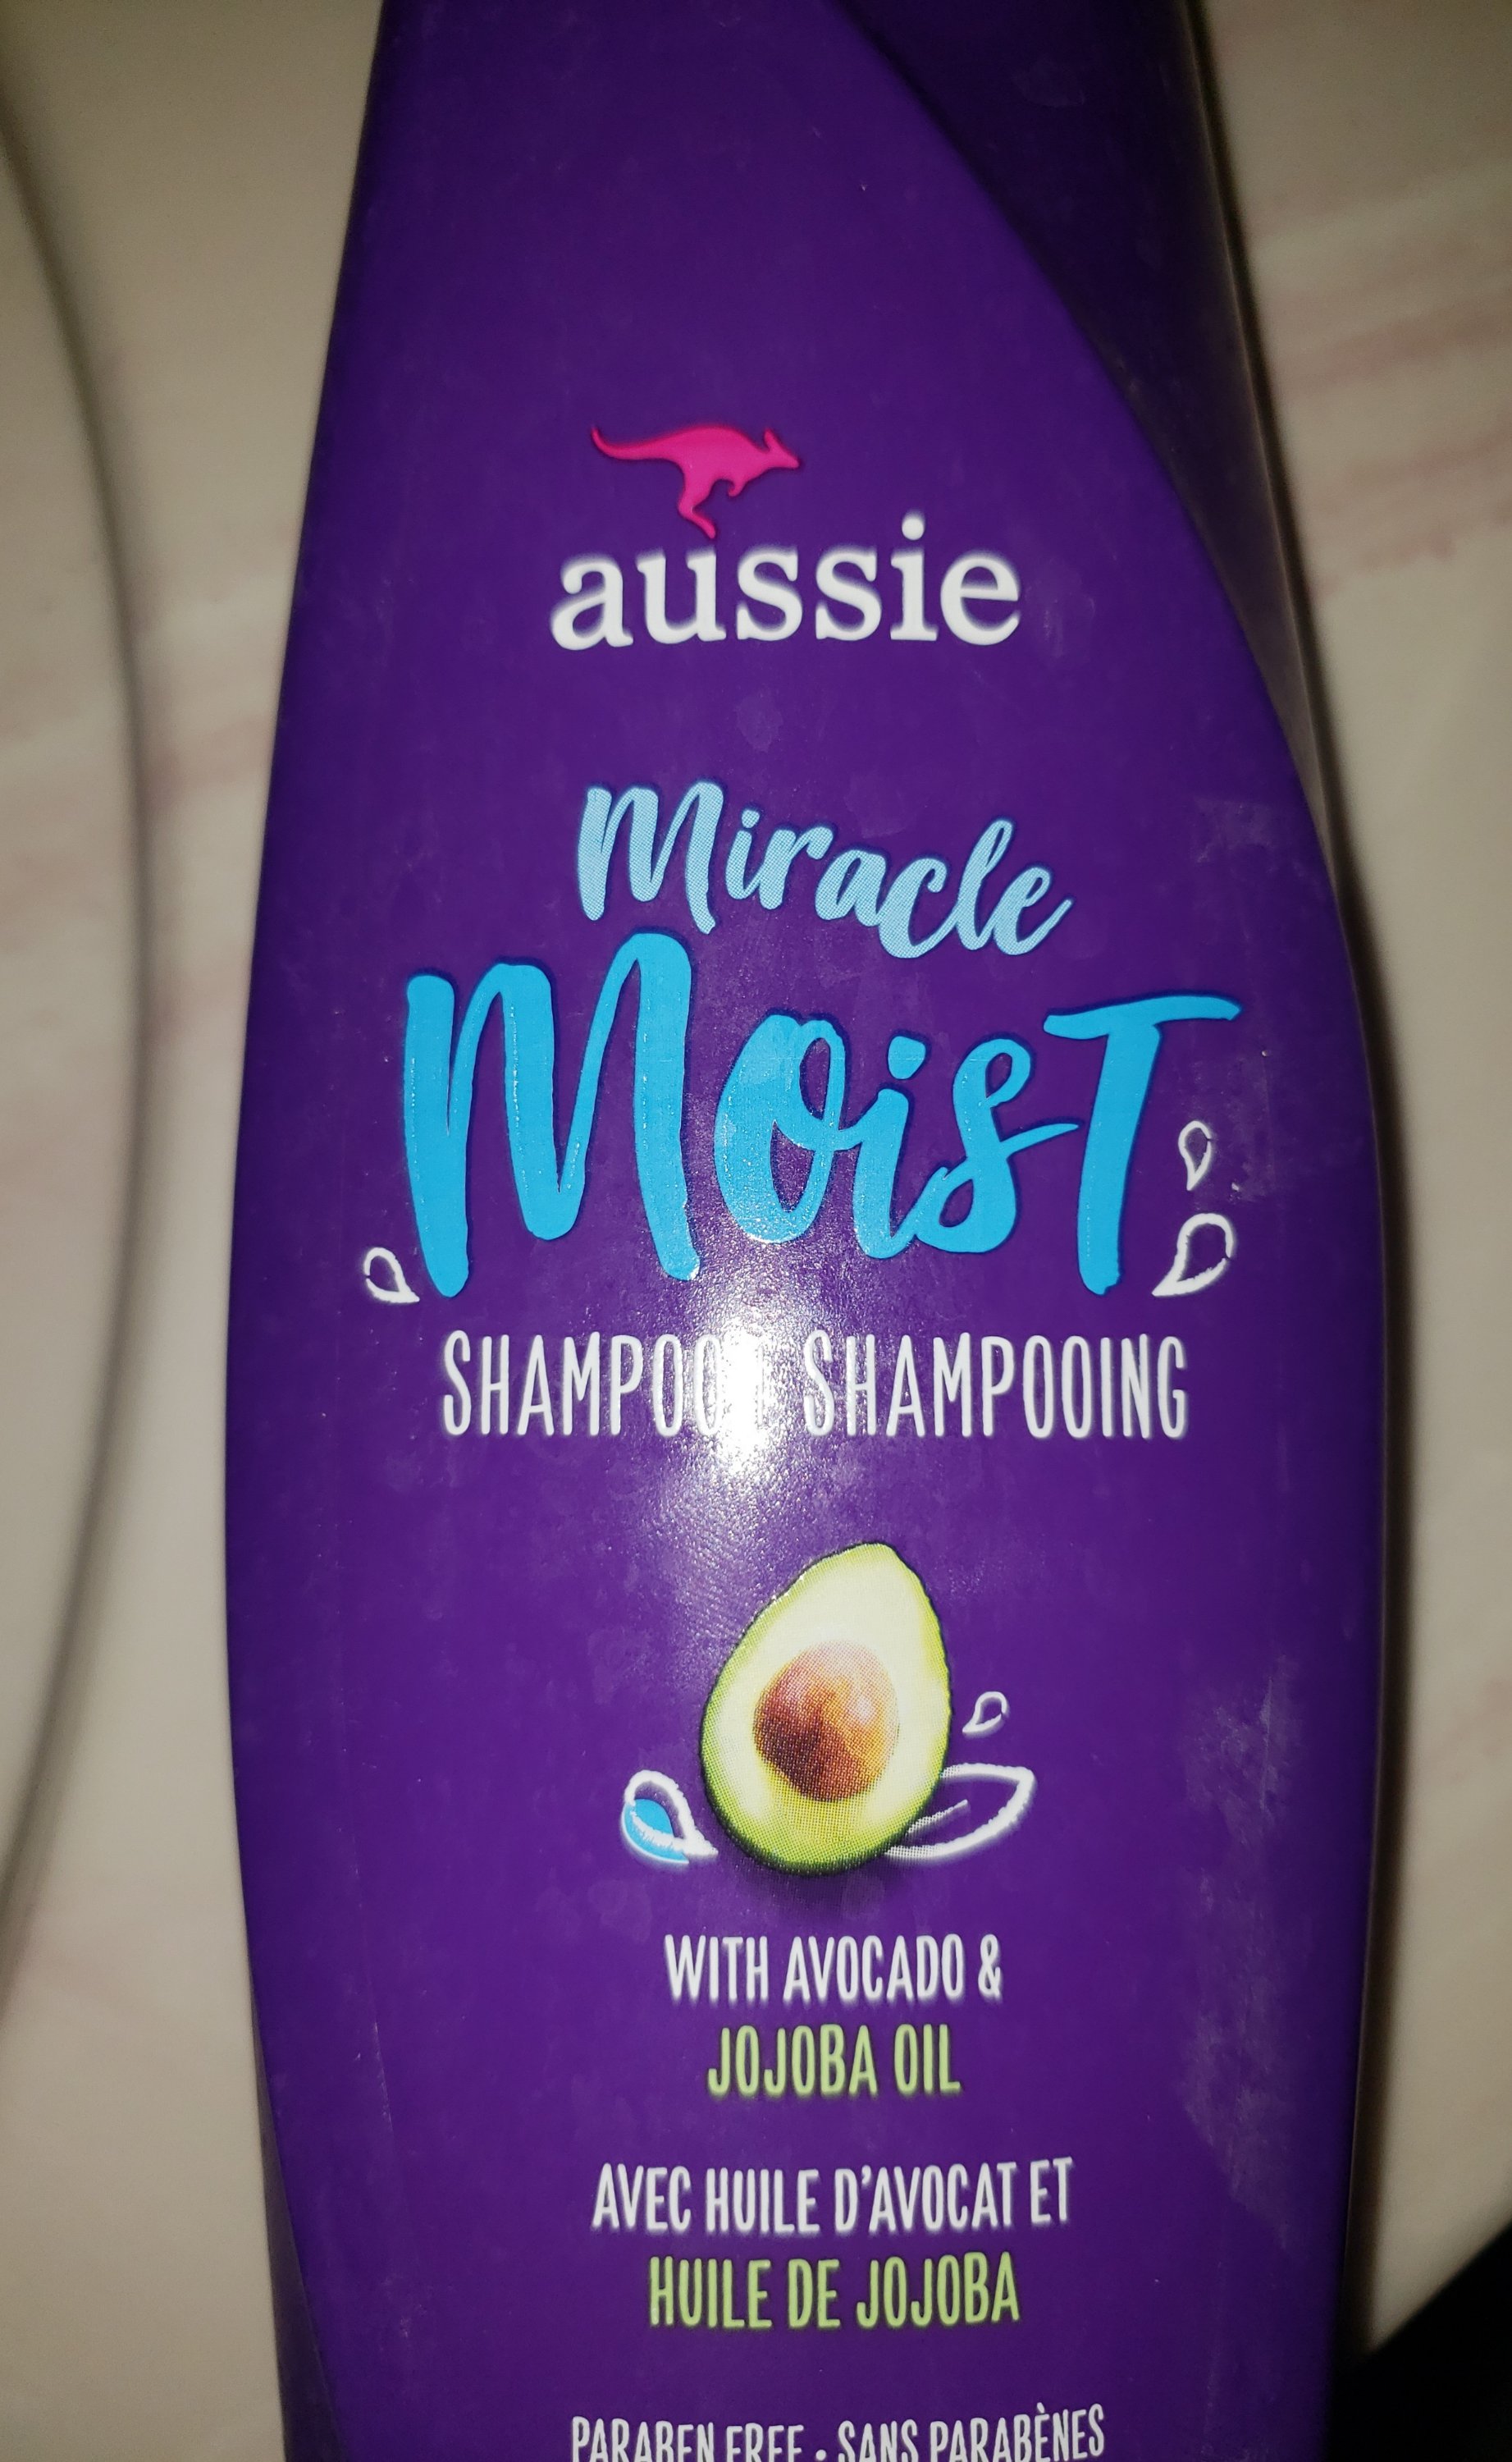 aussie
Miracle
Moist
SHAMPOO SHAMPOOING
WITH AVOCADO &
JOJOBA OIL
AVEC HUILE D'AVOCAT ET
HUILE DE JOJOBA
PARABEN FREE · SANS PARABÈNES